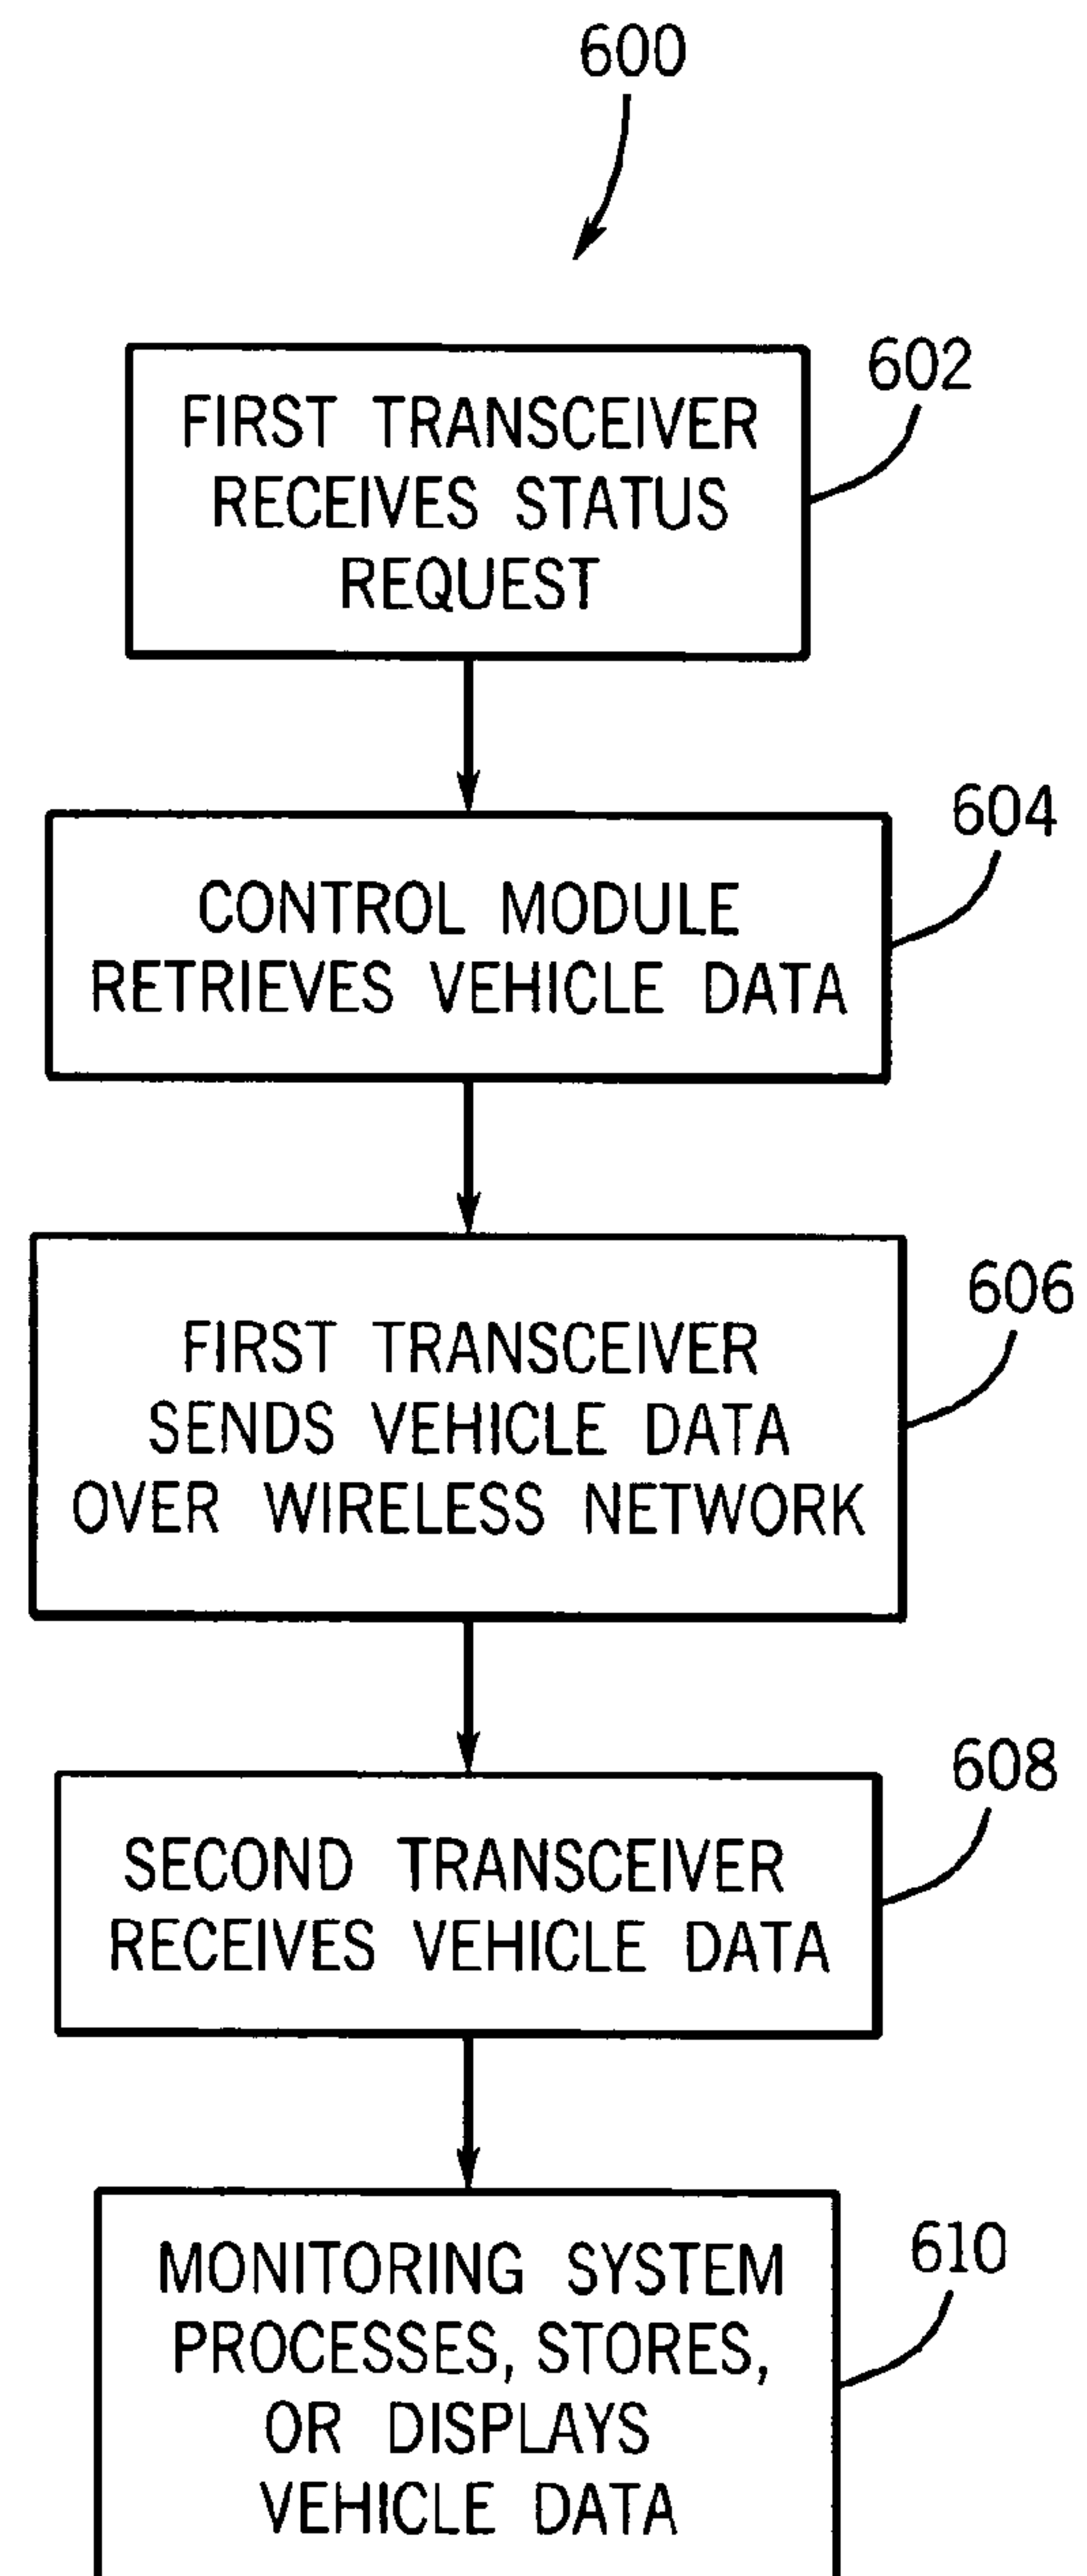 600
602
FIRST TRANSCEIVER
RECEIVES STATUS
REQUEST
604
CONTROL MODULE
RETRIEVES VEHICLE DATA
606
FIRST TRANSCEIVER
SENDS VEHICLE DATA
OVER WIRELESS NETWORK
608
SECOND TRANSCEIVER
RECEIVES VEHICLE DATA
610
MONITORING SYSTEM
PROCESSES, STORES,
OR DISPLAYS
VEHICLE DATA